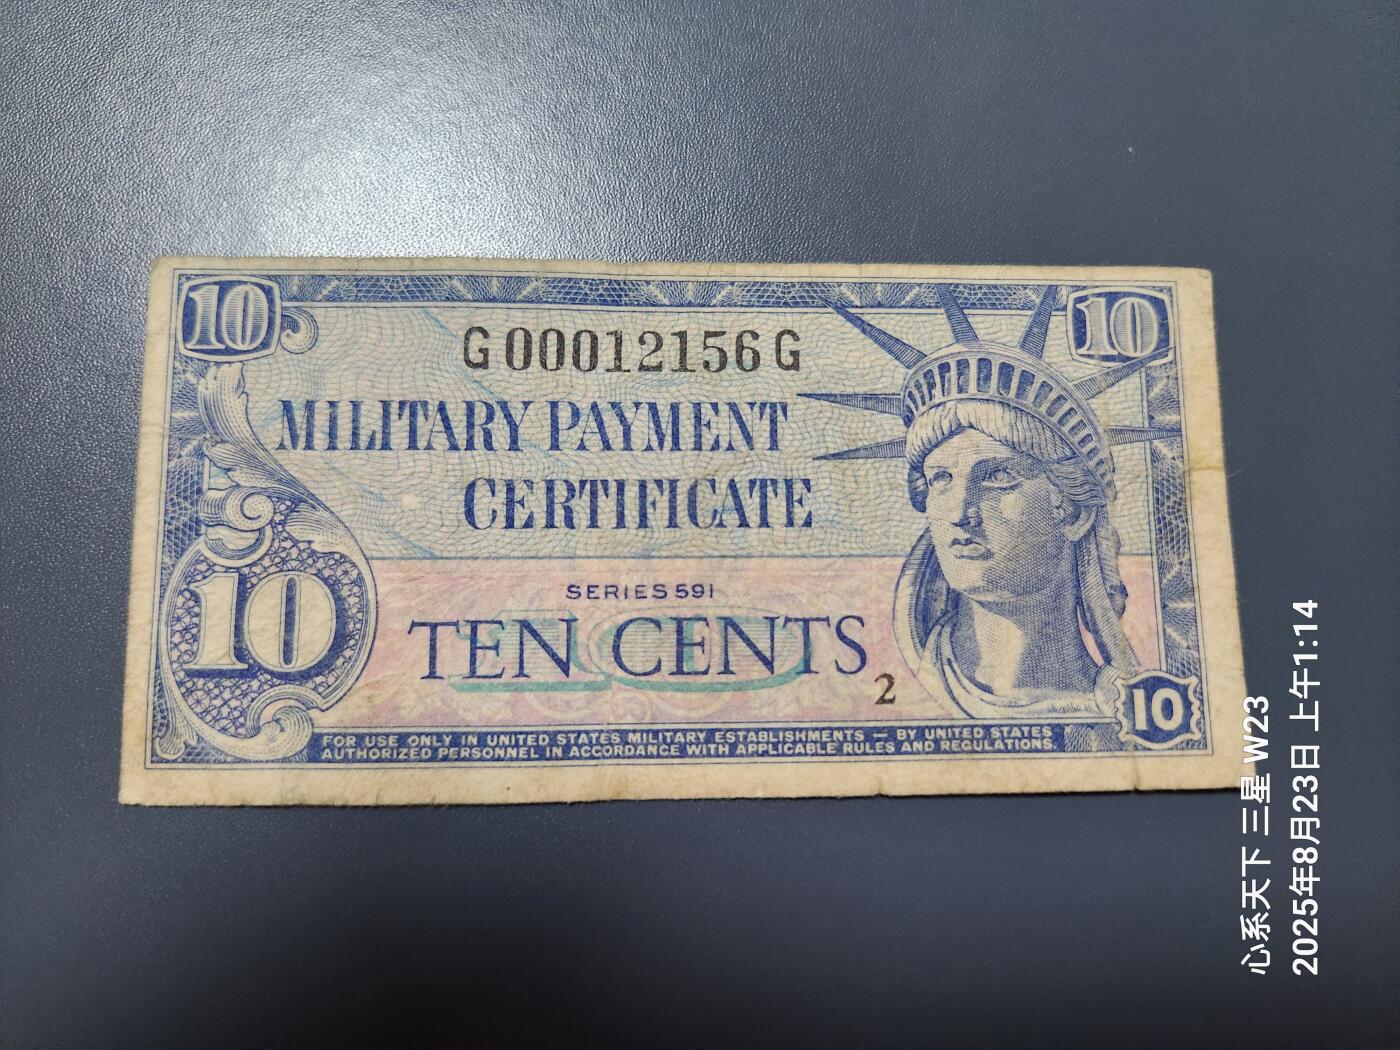 10
10
G00012156G
MILITARY PAYMENT
CERTIFICATE
SERIES 591
10
TEN CENTS
2
10
FOR USE ONLY IN UNITED STATES MILITARY ESTABLISHMENTS — BY UNITED STATES
AUTHORIZED PERSONNEL IN ACCORDANCE WITH APPLICABLE RULES AND REGULATIONS.
心系天下 三星 W23
2025年8月23日 上午1:14